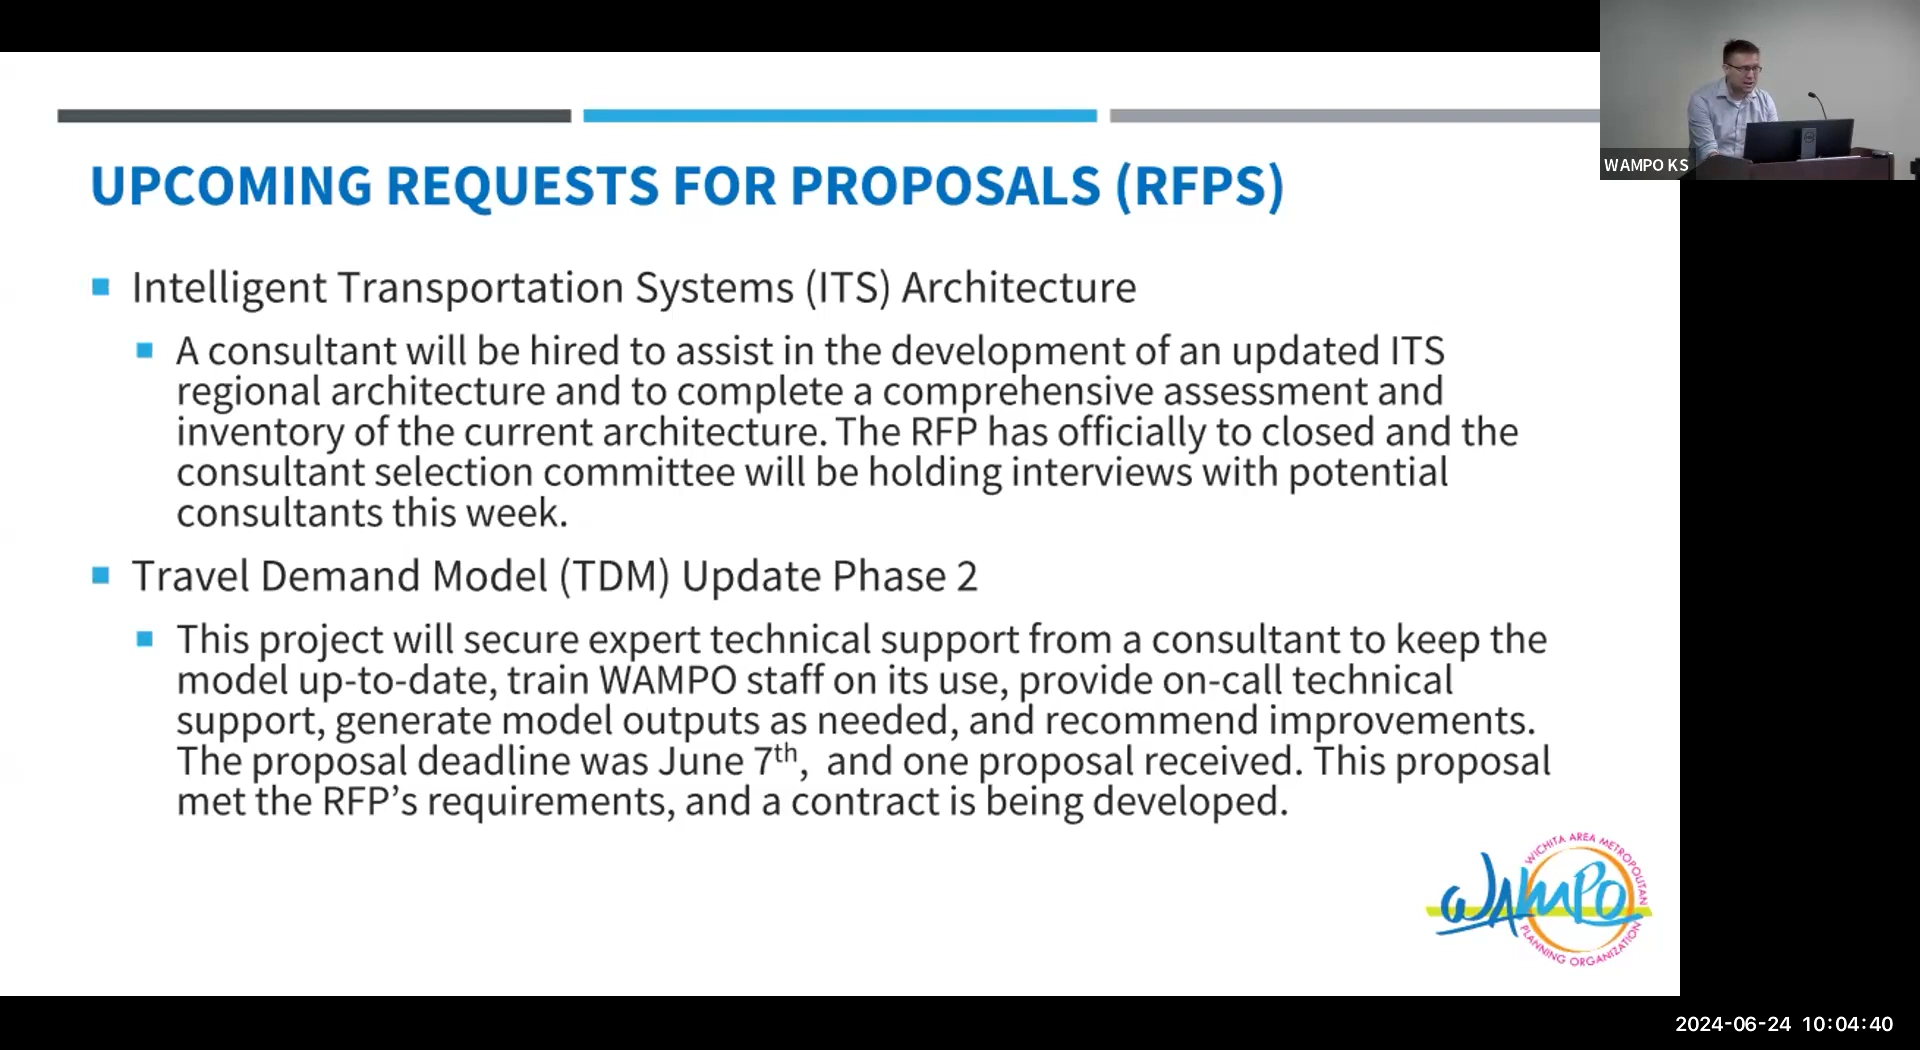 WAMPO KS
UPCOMING REQUESTS FOR PROPOSALS (RFPS)
Intelligent Transportation Systems (ITS) Architecture
A consultant will be hired to assist in the development of an updated ITS
regional architecture and to complete a comprehensive assessment and
inventory of the current architecture. The RFP has officially to closed and the
consultant selection committee will be holding interviews with potential
consultants this week.
Travel Demand Model (TDM) Update Phase 2
This project will secure expert technical support from a consultant to keep the
model up-to-date, train WAMPO staff on its use, provide on-call technical
support, generate model outputs as needed, and recommend improvements.
The proposal deadline was June 7th,  and one proposal received. This proposal
met the RFP’s requirements, and a contract is being developed.
WICHITA AREA METROPOLITAN
WAMPO
PLANNING ORGANIZATION
2024-06-24 10:04:40